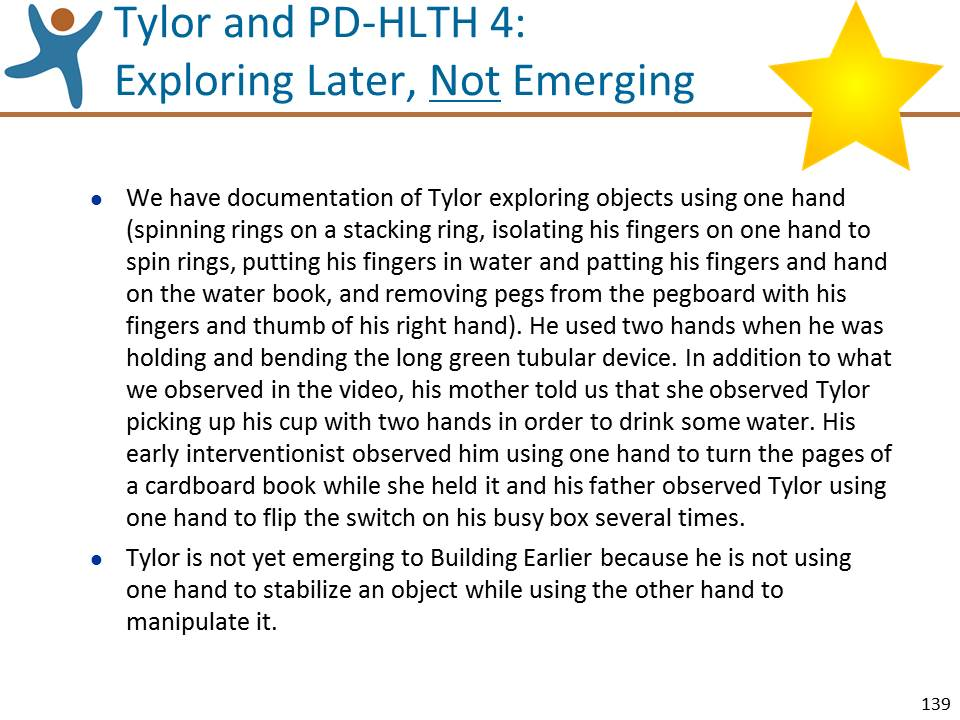 Tylor and PD-HLTH 4:
Exploring Later, Not Emerging
● We have documentation of Tylor exploring objects using one hand
(spinning rings on a stacking ring, isolating his fingers on one hand to
spin rings, putting his fingers in water and patting his fingers and hand
on the water book, and removing pegs from the pegboard with his
fingers and thumb of his right hand). He used two hands when he was
holding and bending the long green tubular device. In addition to what
we observed in the video, his mother told us that she observed Tylor
picking up his cup with two hands in order to drink some water. His
early interventionist observed him using one hand to turn the pages of
a cardboard book while she held it and his father observed Tylor using
one hand to flip the switch on his busy box several times.
● Tylor is not yet emerging to Building Earlier because he is not using
one hand to stabilize an object while using the other hand to
manipulate it.
139